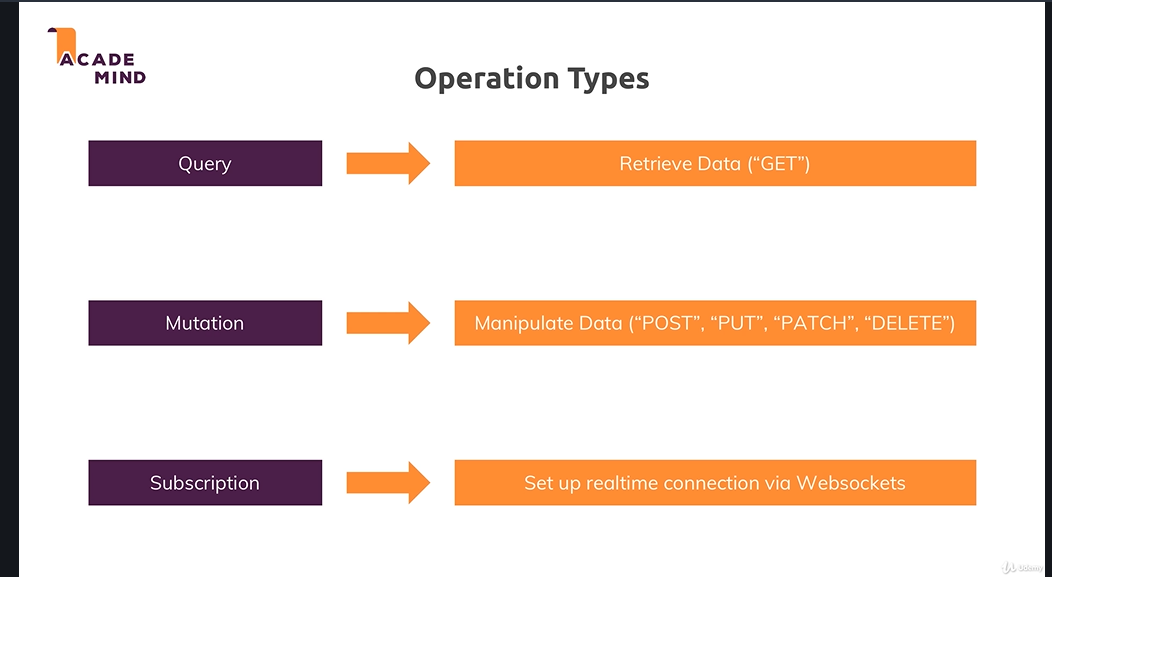 ACADE
MIND
Operation Types
Query
Retrieve Data (“GET”)
Mutation
Manipulate Data (“POST”, “PUT”, “PATCH”, “DELETE”)
Subscription
Set up realtime connection via Websockets
Udemy